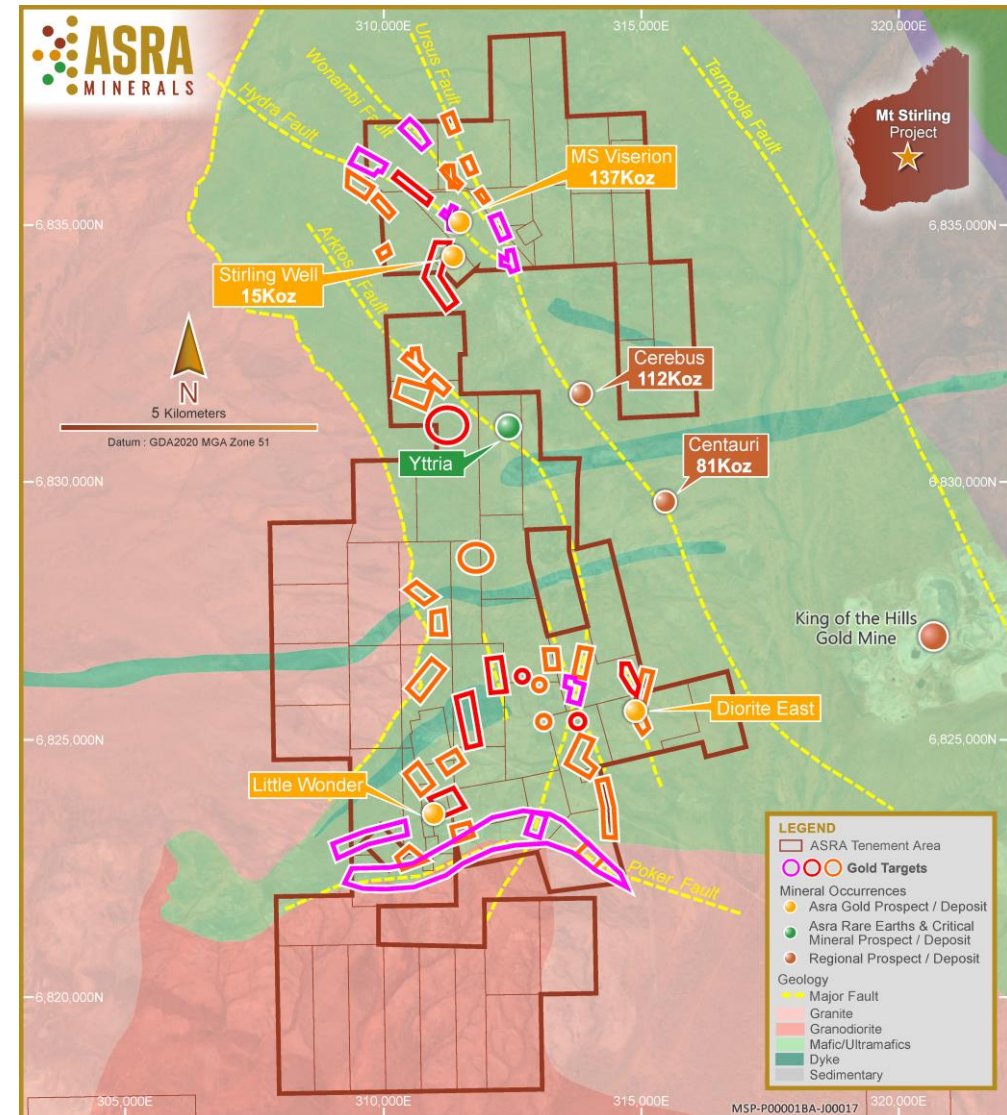 ASRA
MINERALS
310,000E
315,000E
320,000E
Ursus Fault
Wonambi Fault
Hydra Fault
Tarmoola Fault
Mt Stirling
Project
MS Viserion
137Koz
6,835,000N
6,835,000N
Arktos Fault
Stirling Well
15Koz
N
5 Kilometers
Datum : GDA2020 MGA Zone 51
Cerebus
112Koz
Yttria
Centauri
81Koz
6,830,000N
6,830,000N
King of the Hills
Gold Mine
Diorite East
6,825,000N
6,825,000N
Little Wonder
Poker Fault
LEGEND
ASRA Tenement Area
Gold Targets
Mineral Occurrences
Asra Gold Prospect / Deposit
Asra Rare Earths & Critical
Mineral Prospect / Deposit
Regional Prospect / Deposit
Geology
Major Fault
Granite
Granodiorite
Mafic/Ultramafics
Dyke
Sedimentary
6,820,000N
305,000E
310,000E
315,000E
320,000E
MSP-P00001BA-J00017